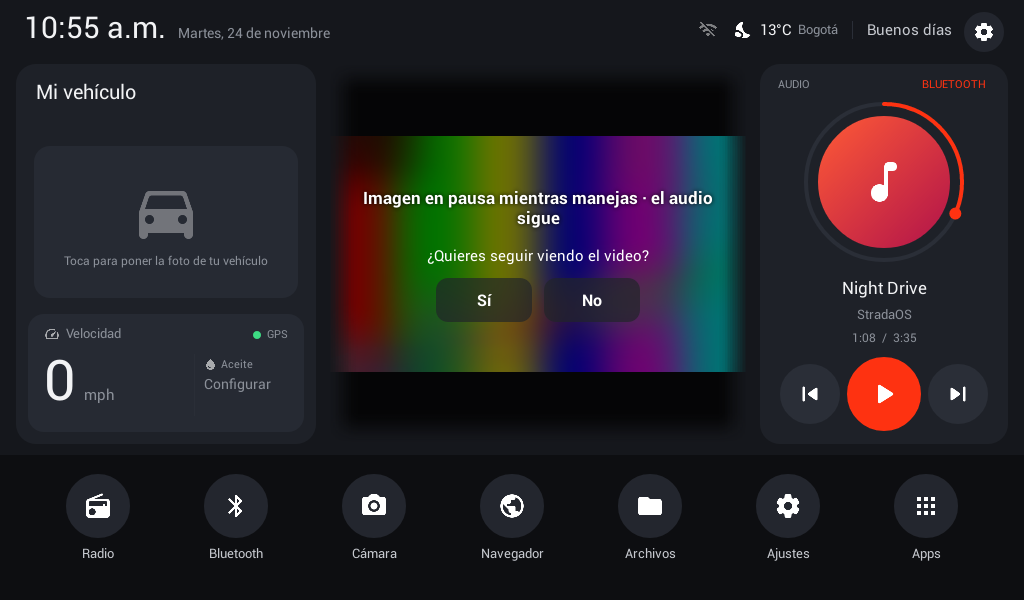 10:55 a.m. Martes, 24 de noviembre
13°C Bogotá
Buenos días
Mi vehículo
Toca para poner la foto de tu vehículo
Velocidad
GPS
0 mph
Aceite
Configurar
Imagen en pausa mientras manejas · el audio
sigue
¿Quieres seguir viendo el video?
Sí
No
AUDIO
BLUETOOTH
Night Drive
StradaOS
1:08 / 3:35
Radio
Bluetooth
Cámara
Navegador
Archivos
Ajustes
Apps